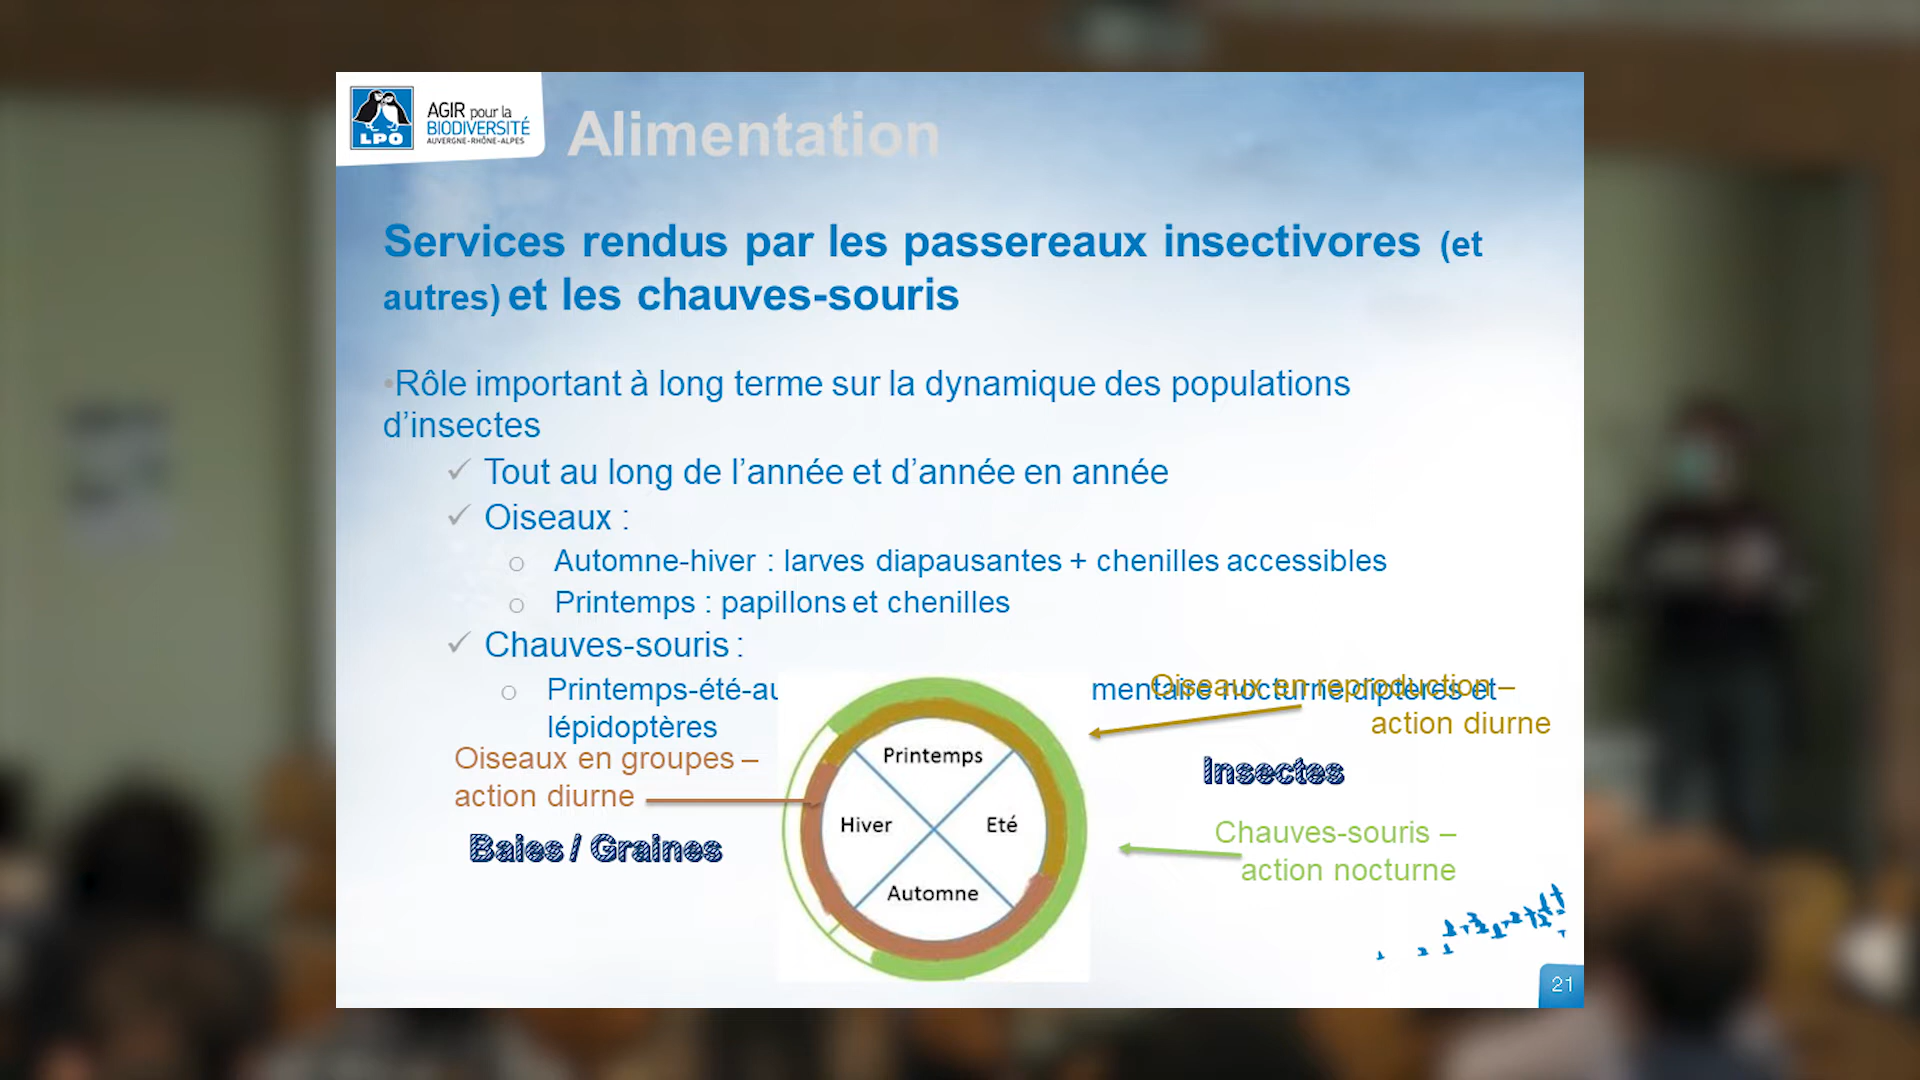 LPO
AGIR pour la
BIODIVERSITÉ
AUVERGNE-RHÔNE-ALPES
Alimentation
Services rendus par les passereaux insectivores (et
autres) et les chauves-souris
•Rôle important à long terme sur la dynamique des populations
d’insectes
✓ Tout au long de l’année et d’année en année
✓ Oiseaux :
o Automne-hiver : larves diapausantes + chenilles accessibles
o Printemps : papillons et chenilles
✓ Chauves-souris :
o Printemps-été-au mentaire nocturne diptères et
lépidoptères
Oiseaux en reproduction –
action diurne
Oiseaux en groupes –
action diurne
Baies / Graines
Printemps
Hiver
Eté
Automne
Insectes
Chauves-souris –
action nocturne
21